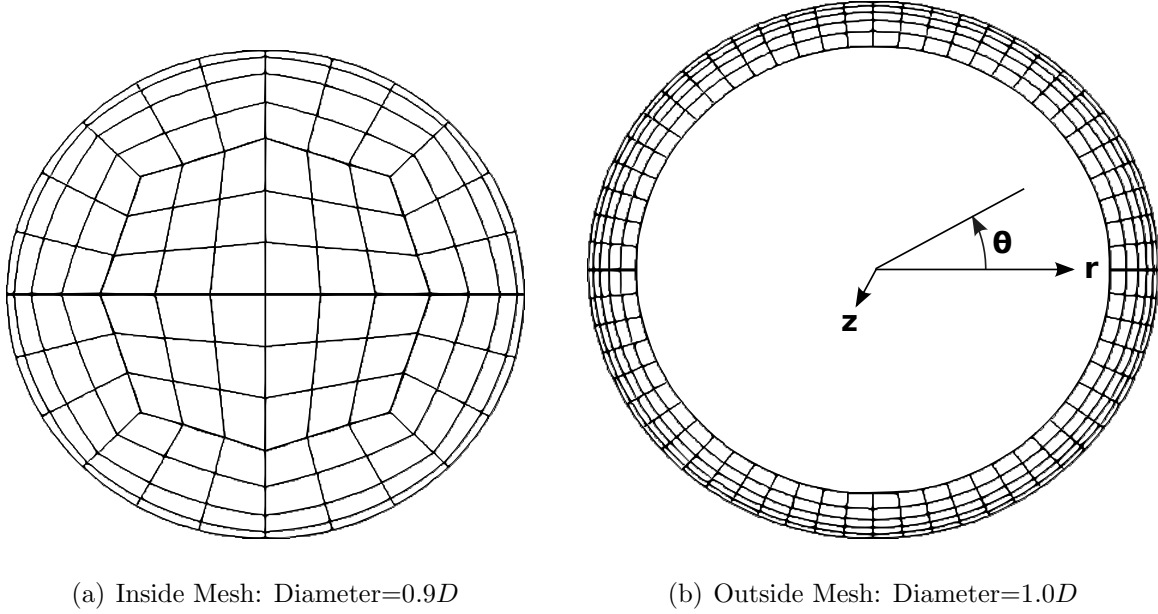 θ
r
z
(a) Inside Mesh: Diameter=0.9D
(b) Outside Mesh: Diameter=1.0D